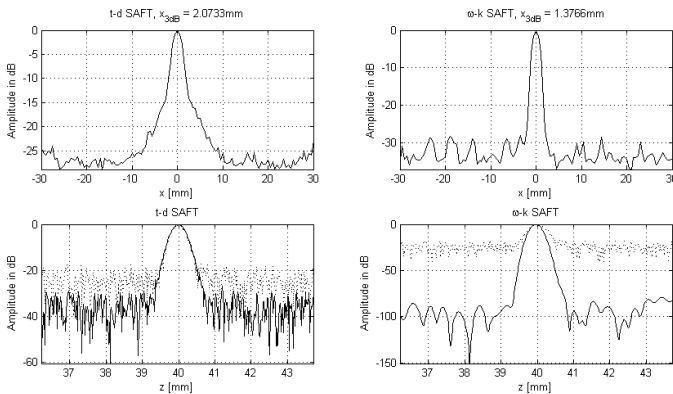 t-d SAFT, x3dB = 2.0733mm
0
-5
-10
-15
-20
-25
Amplitude in dB
-30 -20 -10 0 10 20 30
x [mm]
ω-k SAFT, x3dB = 1.3766mm
0
-10
-20
-30
Amplitude in dB
-30 -20 -10 0 10 20 30
x [mm]
t-d SAFT
0
-20
-40
-60
Amplitude in dB
37 38 39 40 41 42 43
z [mm]
ω-k SAFT
0
-50
-100
-150
Amplitude in dB
37 38 39 40 41 42 43
z [mm]